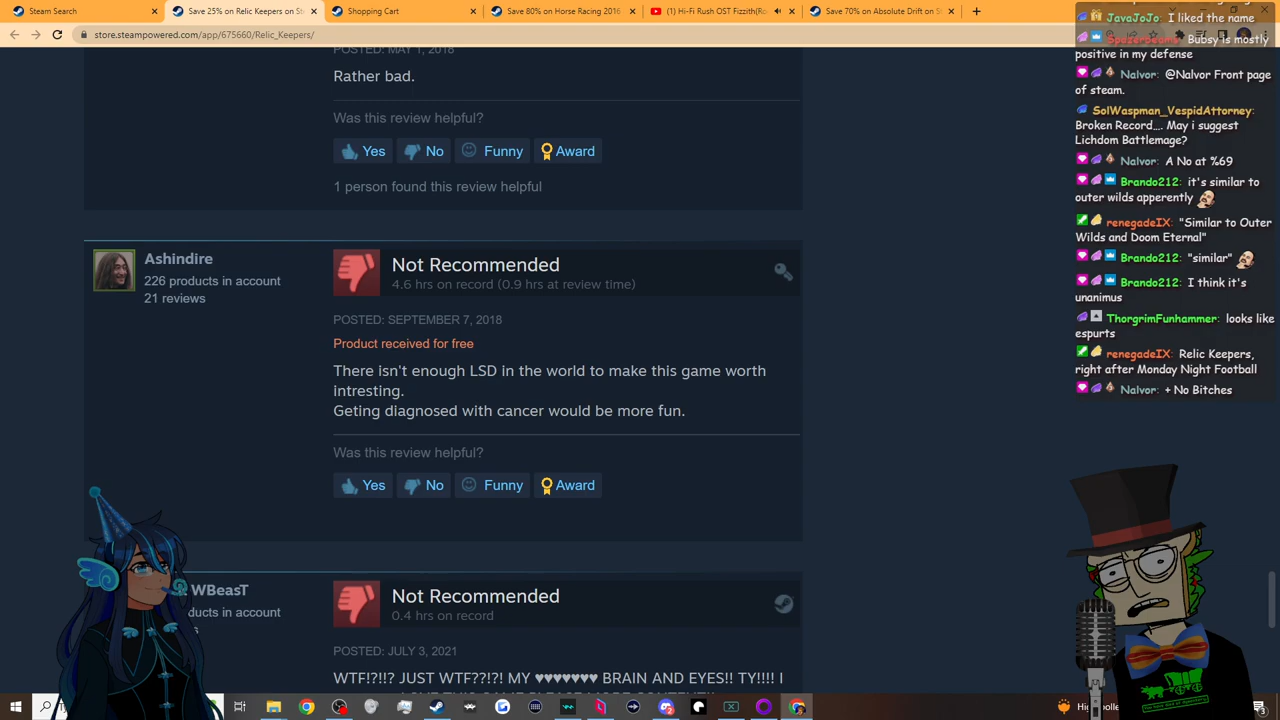 Steam Search
Save 25% on Relic Keepers on St
Shopping Cart
Save 80% on Horse Racing 2016
(1) Hi-Fi Rush OST Fizzith(Ro
Save 70% on Absolute Drift on S
store.steampowered.com/app/675660/Relic_Keepers/
POSTED: MAY 1, 2018
Rather bad.
Was this review helpful?
Yes
No
Funny
Award
1 person found this review helpful
Ashindire
226 products in account
21 reviews
Not Recommended
4.6 hrs on record (0.9 hrs at review time)
POSTED: SEPTEMBER 7, 2018
Product received for free
There isn't enough LSD in the world to make this game worth
intresting.
Geting diagnosed with cancer would be more fun.
Was this review helpful?
Yes
No
Funny
Award
WBeasT
ducts in account
Not Recommended
0.4 hrs on record
POSTED: JULY 3, 2021
WTF!?!!? JUST WTF??!?! MY ♥♥♥♥♥♥♥ BRAIN AND EYES!! TY!!!! I
JavaJoJo: I liked the name
Bubsy is mostly
positive in my defense
Nalvor: @Nalvor Front page
of steam.
SolWaspman_VespidAttorney:
Broken Record.... May i suggest
Lichdom Battlemage?
Nalvor: A No at %69
Brando212: it's similar to
outer wilds apperently
renegadeIX: "Similar to Outer
Wilds and Doom Eternal"
Brando212: "similar"
Brando212: I think it's
unanimus
ThorgrimFunhammer: looks like
espurts
renegadeIX: Relic Keepers,
right after Monday Night Football
Nalvor: + No Bitches